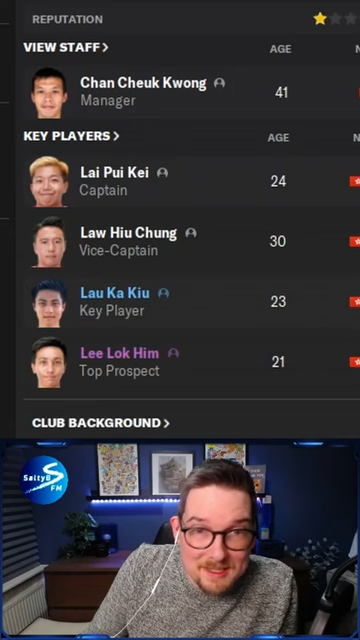 REPUTATION
VIEW STAFF
AGE
Chan Cheuk Kwong
Manager
41
KEY PLAYERS
AGE
Lai Pui Kei
Captain
24
Law Hiu Chung
Vice-Captain
30
Lau Ka Kiu
Key Player
23
Lee Lok Him
Top Prospect
21
CLUB BACKGROUND
SaltyB
FM